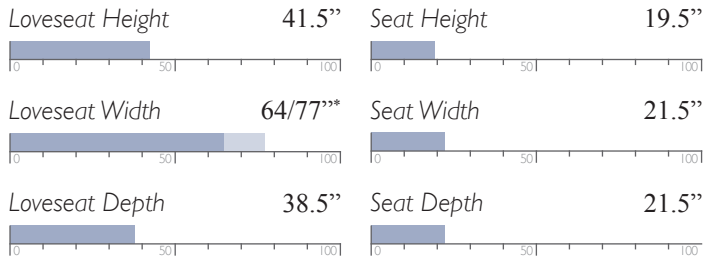 Loveseat Height 41.5” Seat Height 19.5”
0 50 100 0 50 100
Loveseat Width 64/77”* Seat Width 21.5”
0 50 100 0 50 100
Loveseat Depth 38.5” Seat Depth 21.5”
0 50 100 0 50 100